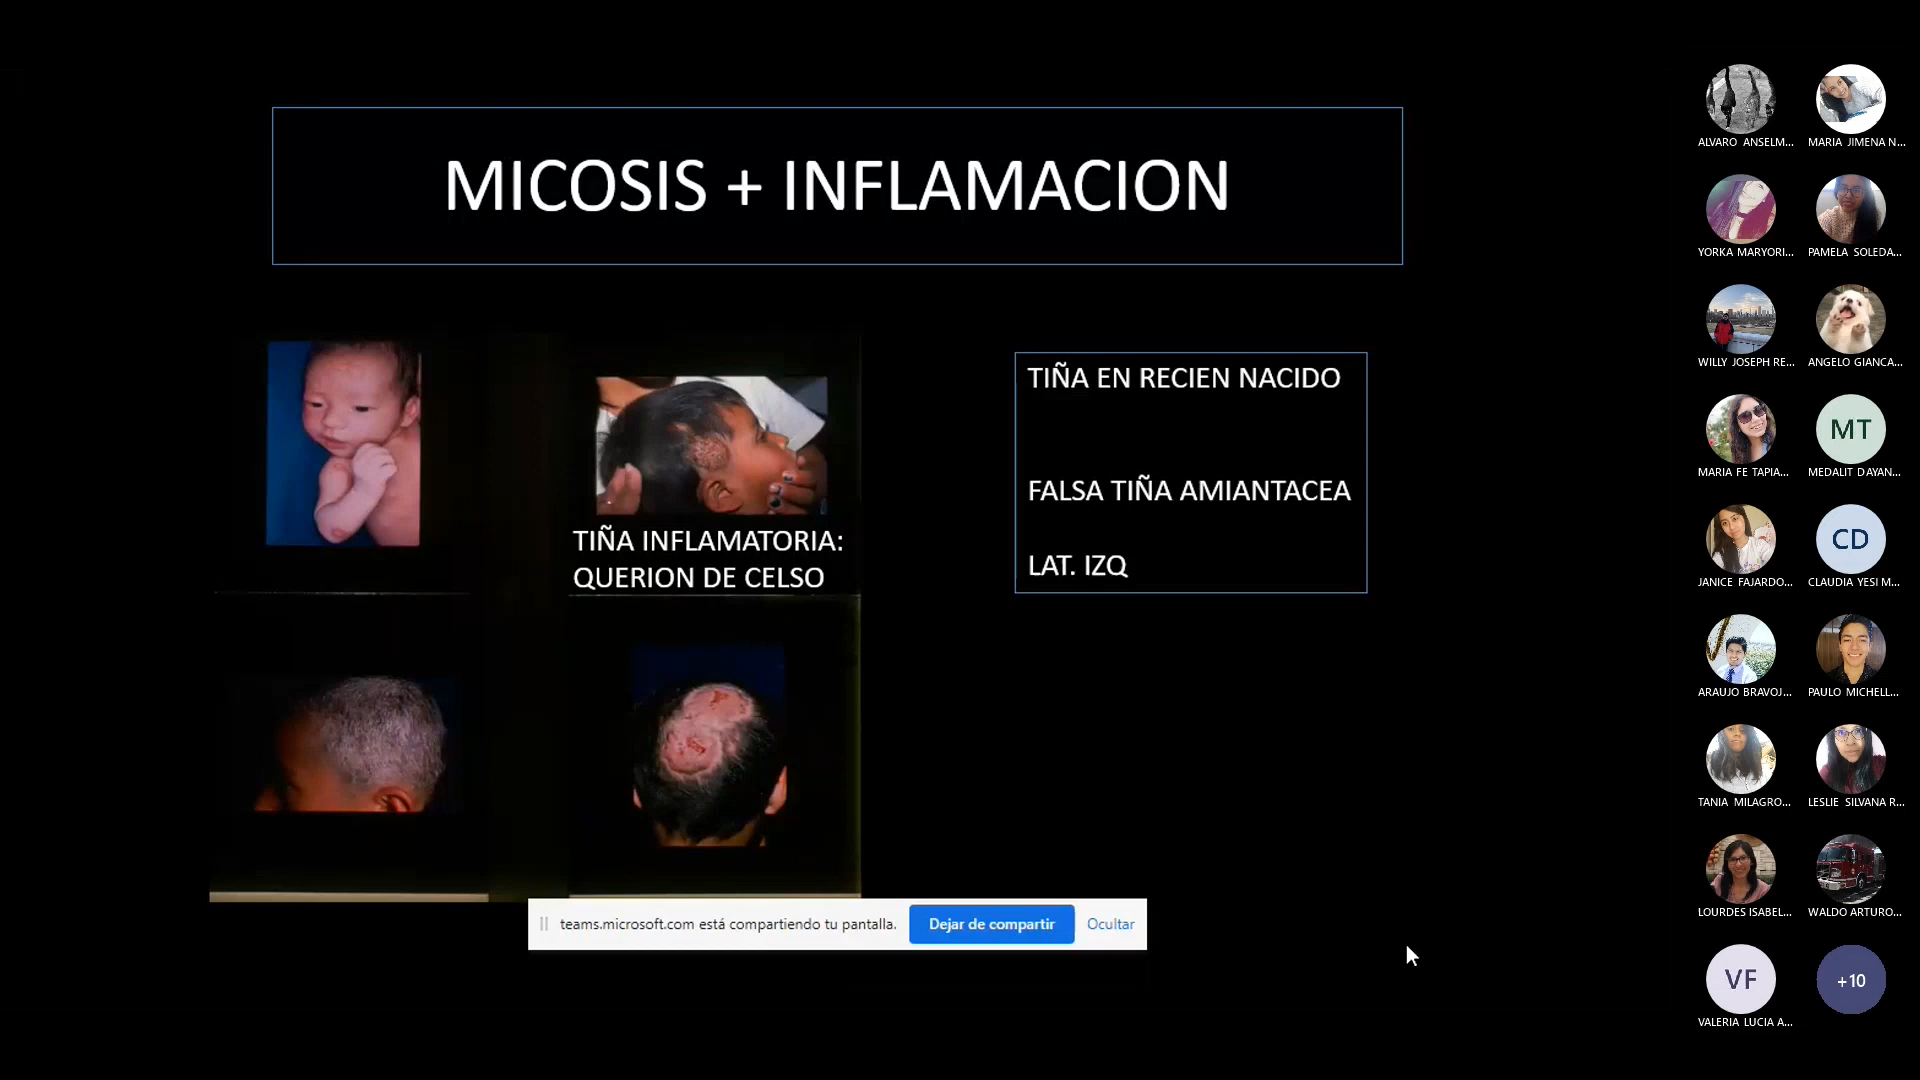 MICOSIS + INFLAMACION
TIÑA INFLAMATORIA:
QUERION DE CELSO
TIÑA EN RECIEN NACIDO
FALSA TIÑA AMIANTACEA
LAT. IZQ
teams.microsoft.com está compartiendo tu pantalla.
Dejar de compartir
Ocultar
ALVARO ANSELM...
MARIA JIMENA N...
YORKA MARYORI...
PAMELA SOLEDA...
WILLY JOSEPH RE...
ANGELO GIANCA...
MARIA FE TAPIA...
MT
MEDALIT DAYAN...
JANICE FAJARDO...
CD
CLAUDIA YESI M...
ARAUJO BRAVOJ...
PAULO MICHELL...
TANIA MILAGRO...
LESLIE SILVANA R...
LOURDES ISABEL...
WALDO ARTURO...
VF
VALERIA LUCIA A...
+10